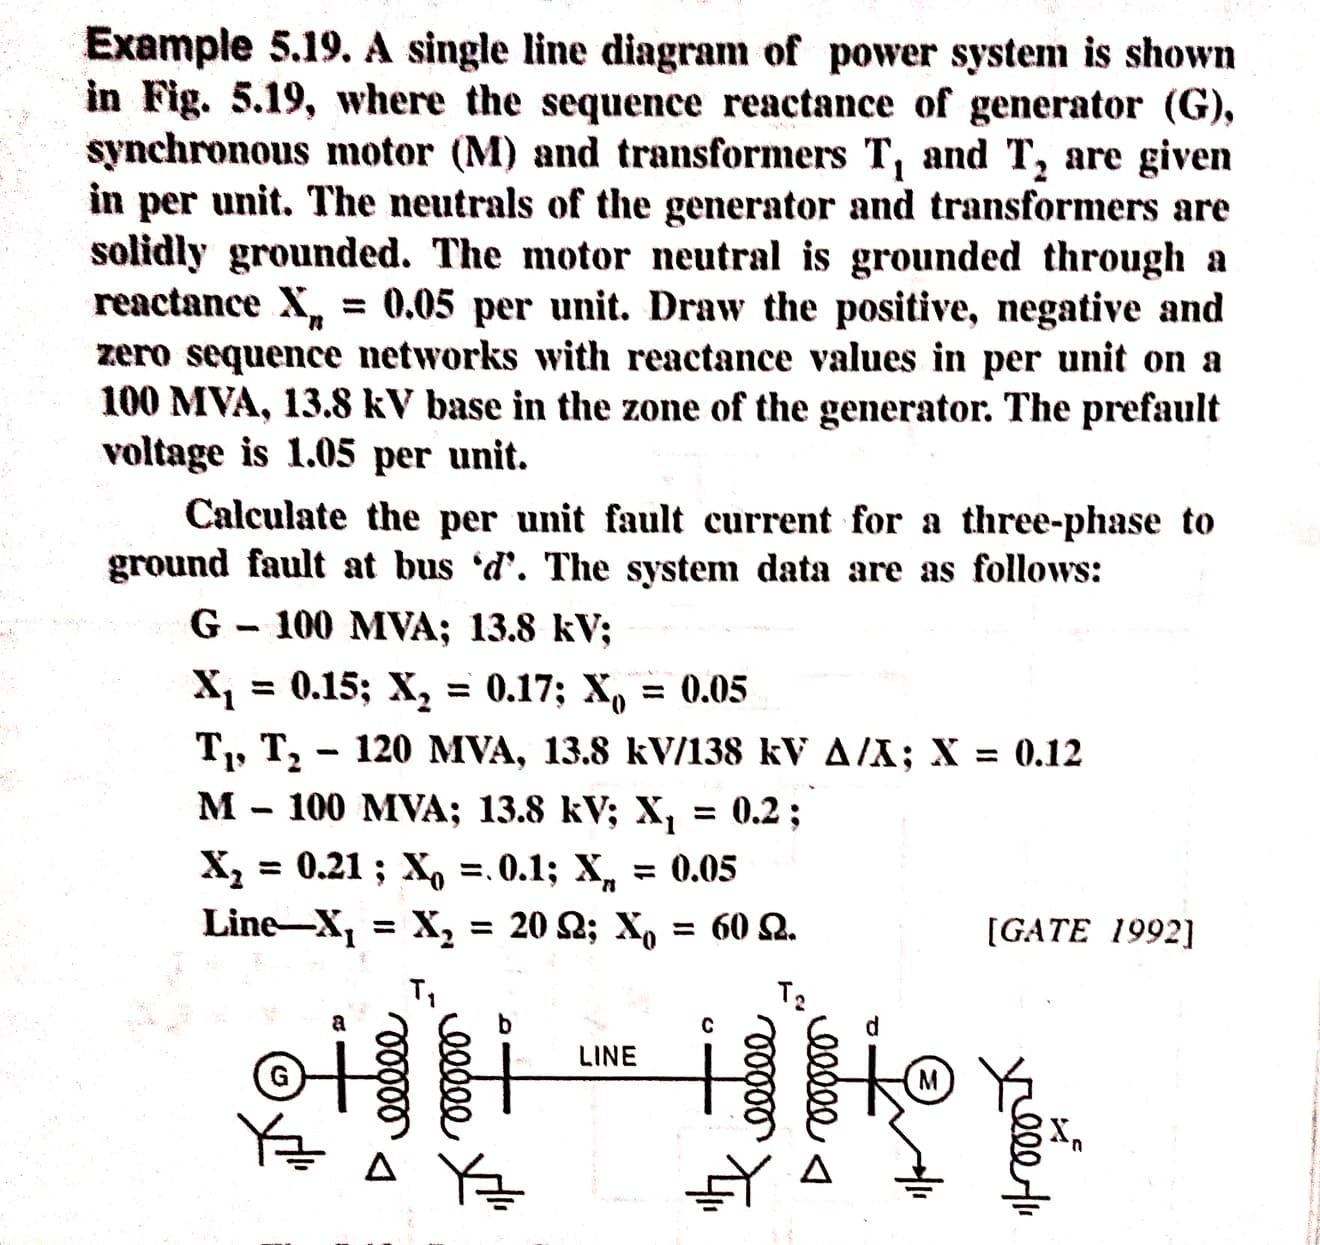 Example 5.19. A single line diagram of power system is shown
in Fig. 5.19, where the sequence reactance of generator (G),
synchronous motor (M) and transformers T₁ and T₂ are given
in per unit. The neutrals of the generator and transformers are
solidly grounded. The motor neutral is grounded through a
reactance Xₙ = 0.05 per unit. Draw the positive, negative and
zero sequence networks with reactance values in per unit on a
100 MVA, 13.8 kV base in the zone of the generator. The prefault
voltage is 1.05 per unit.
Calculate the per unit fault current for a three-phase to
ground fault at bus ‘d’. The system data are as follows:
G – 100 MVA; 13.8 kV;
X₁ = 0.15; X₂ = 0.17; X₀ = 0.05
T₁, T₂ – 120 MVA, 13.8 kV/138 kV Δ/⅄; X = 0.12
M – 100 MVA; 13.8 kV; X₁ = 0.2 ;
X₂ = 0.21 ; X₀ = 0.1; Xₙ = 0.05
Line—X₁ = X₂ = 20 Ω; X₀ = 60 Ω.
[GATE 1992]
T₁
T₂
a
b
c
d
LINE
G
M
Xₙ
Δ
Δ